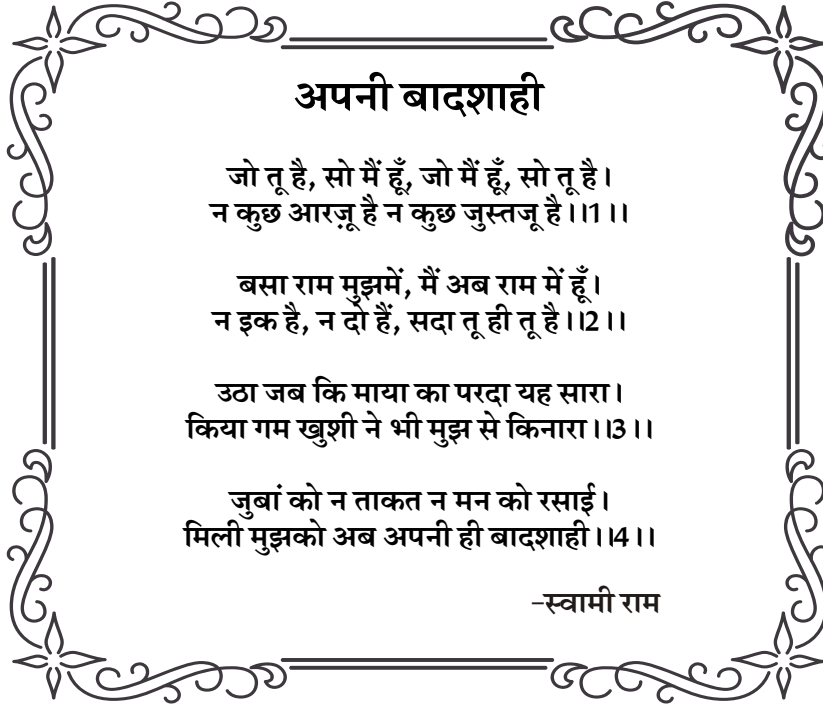 अपनी बादशाही
जो तू है, सो मैं हूँ, जो मैं हूँ, सो तू है।
न कुछ आरज़ू है न कुछ जुस्तजू है।।1।।
बसा राम मुझमें, मैं अब राम में हूँ।
न इक है, न दो हैं, सदा तू ही तू है।।2।।
उठा जब कि माया का परदा यह सारा।
किया गम खुशी ने भी मुझ से किनारा।।3।।
जुबां को न ताकत न मन को रसाई।
मिली मुझको अब अपनी ही बादशाही।।4।।
-स्वामी राम